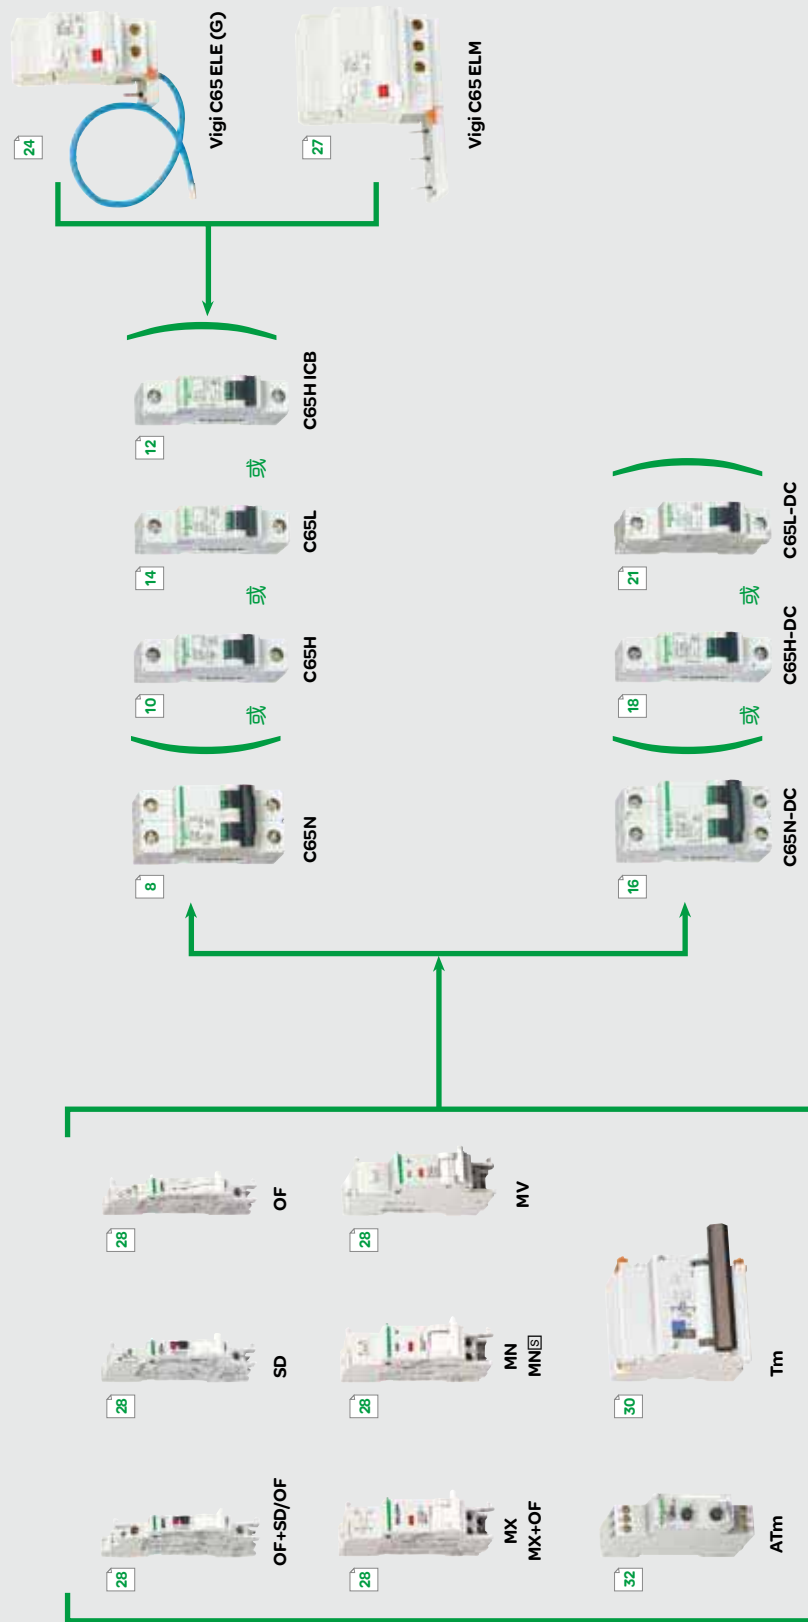 28
OF+SD/OF
28
SD
28
OF
28
MX
MX+OF
28
MN
MN S
28
MV
32
ATm
30
Tm
8
C65N
或
10
C65H
或
14
C65L
或
12
C65H ICB
16
C65N-DC
或
18
C65H-DC
或
21
C65L-DC
24
Vigi C65 ELE (G)
27
Vigi C65 ELM